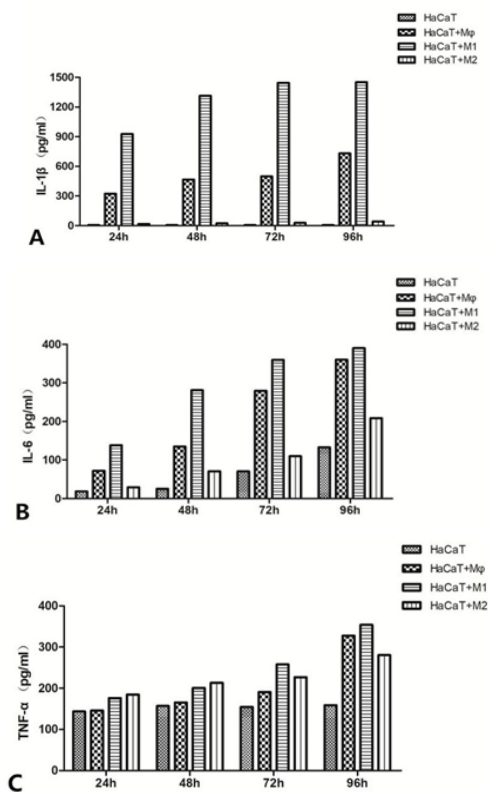 HaCaT
HaCaT+Mφ
HaCaT+M1
HaCaT+M2
1500
1200
900
600
300
0
IL-1β (pg/ml)
24h 48h 72h 96h
A
HaCaT
HaCaT+Mφ
HaCaT+M1
HaCaT+M2
400
300
200
100
0
IL-6 (pg/ml)
24h 48h 72h 96h
B
HaCaT
HaCaT+Mφ
HaCaT+M1
HaCaT+M2
400
300
200
100
0
TNF-α (pg/ml)
24h 48h 72h 96h
C